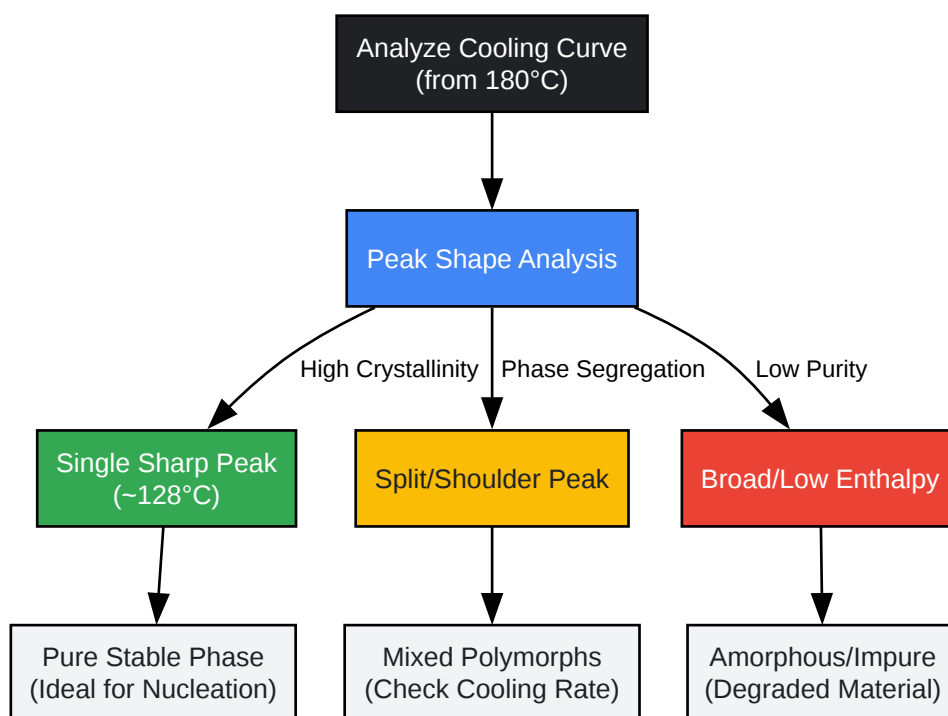 Analyze Cooling Curve
(from 180°C)
Peak Shape Analysis
High Crystallinity
Phase Segregation
Low Purity
Single Sharp Peak
(~128°C)
Split/Shoulder Peak
Broad/Low Enthalpy
Pure Stable Phase
(Ideal for Nucleation)
Mixed Polymorphs
(Check Cooling Rate)
Amorphous/Impure
(Degraded Material)